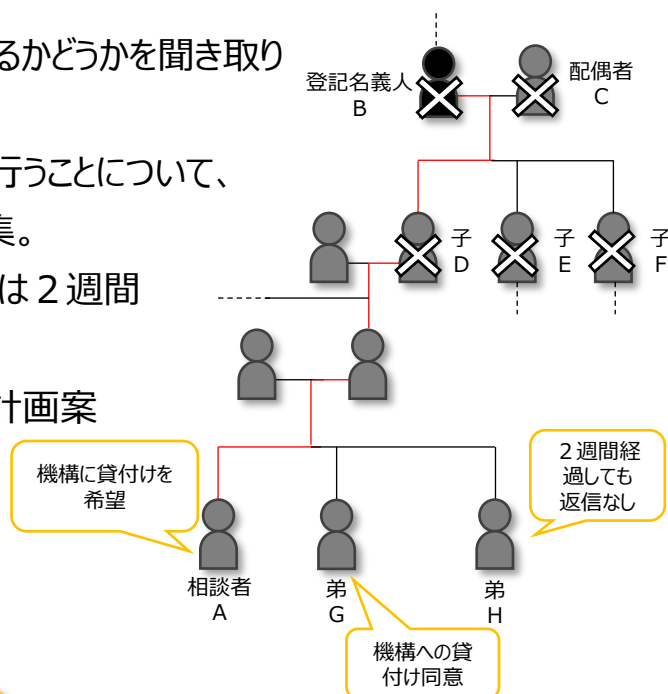 るかどうかを聞き取り
行うことについて、
集。
は２週間
計画案
登記名義人
B
配偶者
C
子
D
子
E
子
F
機構に貸付けを
希望
２週間経
過しても
返信なし
相談者
A
弟
G
弟
H
機構への貸
付け同意